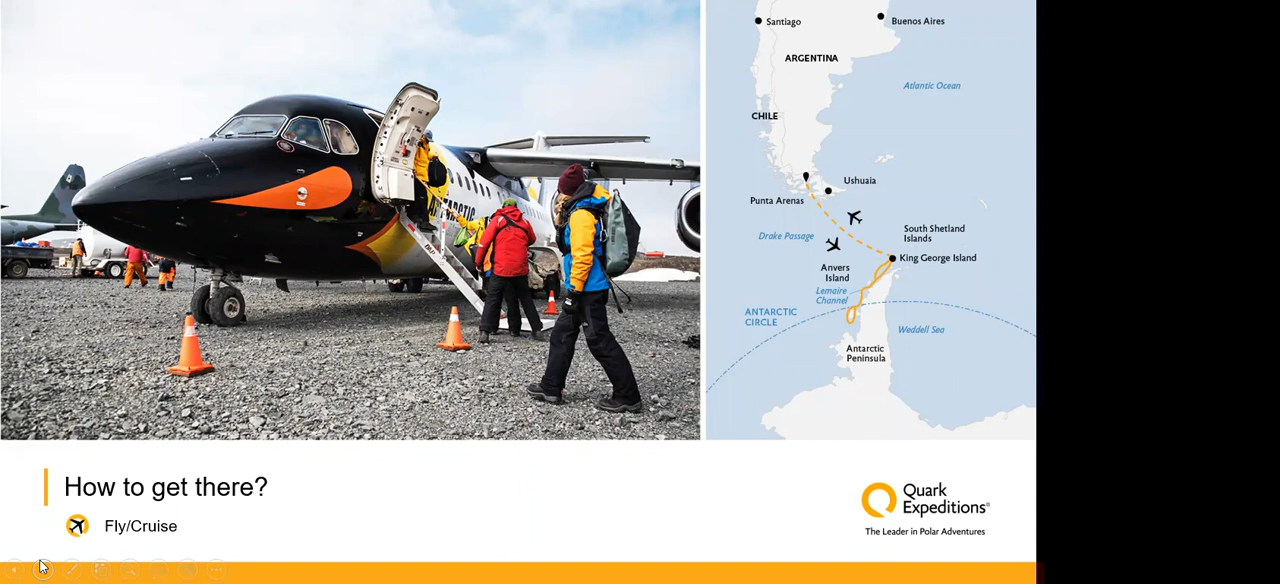 ANTARCTIC
Santiago
Buenos Aires
ARGENTINA
Atlantic Ocean
CHILE
Ushuaia
Punta Arenas
Drake Passage
South Shetland
Islands
King George Island
Anvers
Island
Lemaire
Channel
ANTARCTIC
CIRCLE
Weddell Sea
Antarctic
Peninsula
How to get there?
Fly/Cruise
Quark
Expeditions®
The Leader in Polar Adventures